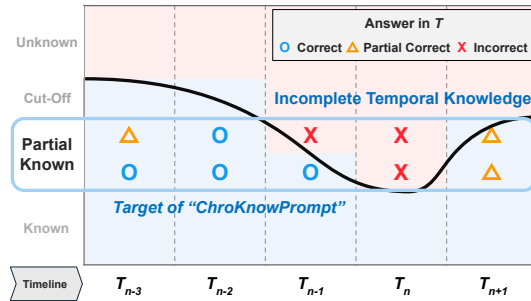 Unknown
Answer in T
O Correct △ Partial Correct X Incorrect
Cut-Off
Incomplete Temporal Knowledge
Partial
Known
△ O X X △
O O O X △
Target of "ChroKnowPrompt"
Known
Timeline
Tn-3 Tn-2 Tn-1 Tn Tn+1